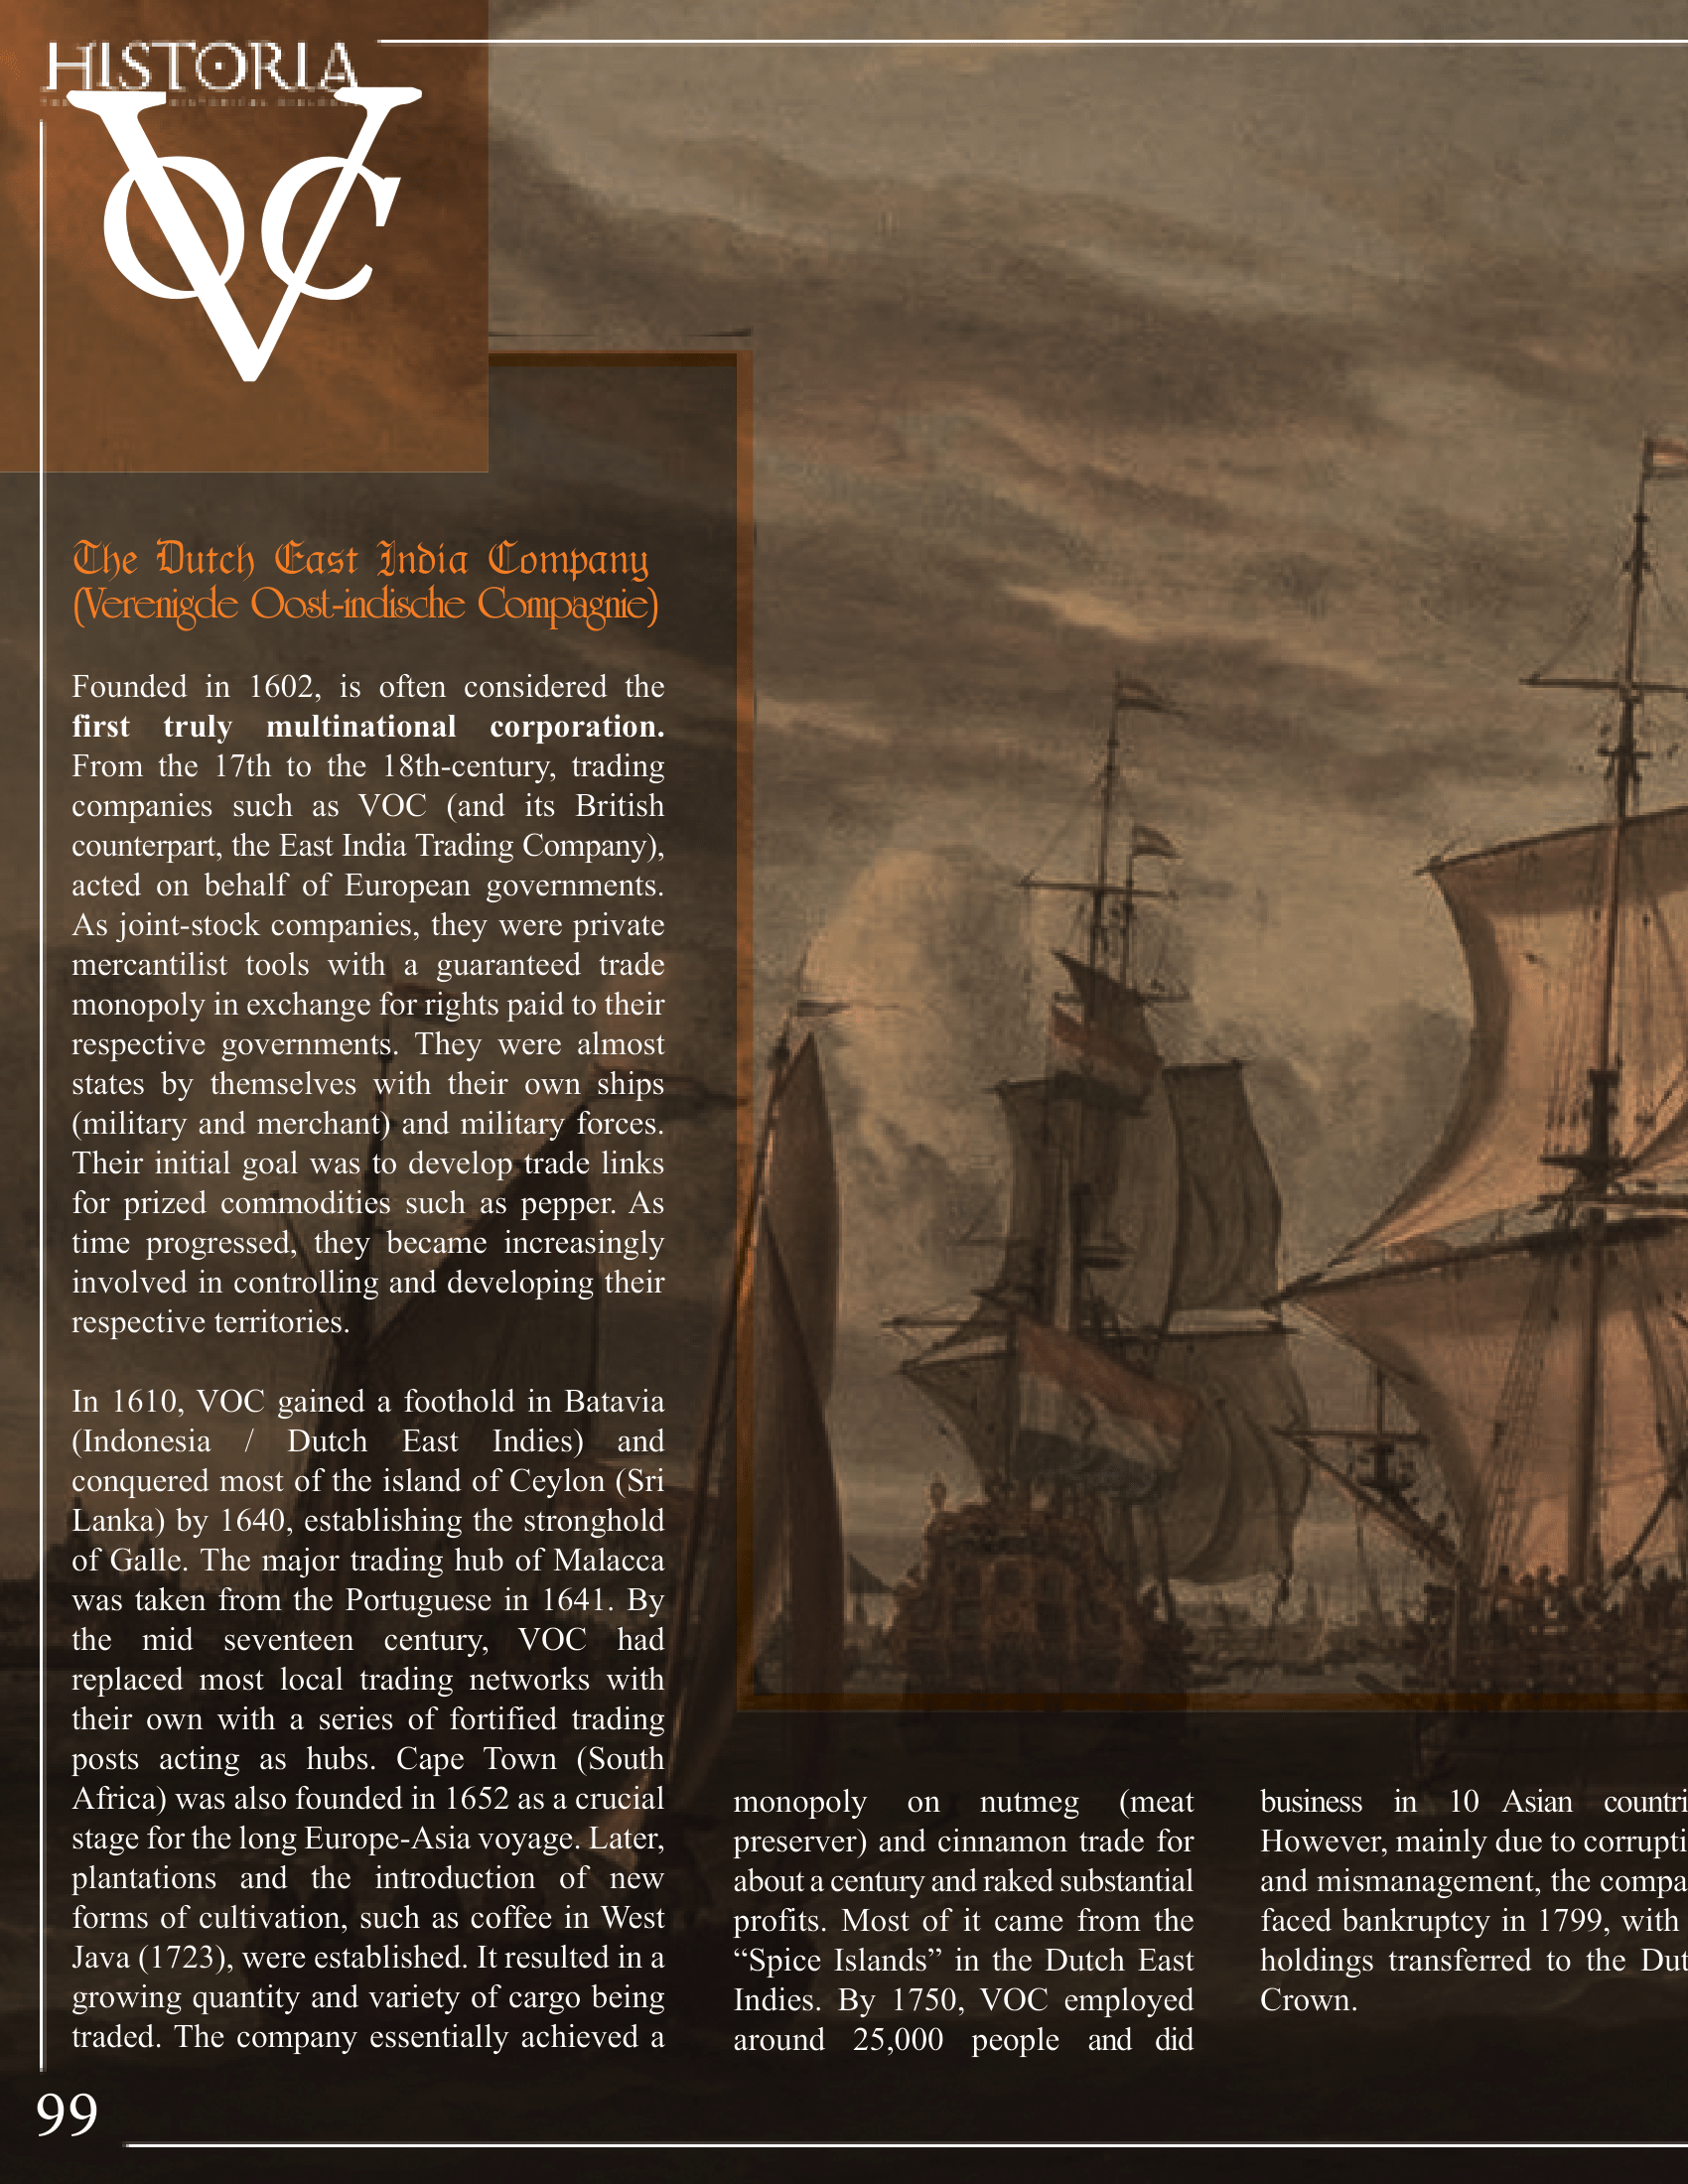 HISTORIA
VOC
The Dutch East India Company
(Verenigde Oost-indische Compagnie)
Founded in 1602, is often considered the
first truly multinational corporation.
From the 17th to the 18th-century, trading
companies such as VOC (and its British
counterpart, the East India Trading Company),
acted on behalf of European governments.
As joint-stock companies, they were private
mercantilist tools with a guaranteed trade
monopoly in exchange for rights paid to their
respective governments. They were almost
states by themselves with their own ships
(military and merchant) and military forces.
Their initial goal was to develop trade links
for prized commodities such as pepper. As
time progressed, they became increasingly
involved in controlling and developing their
respective territories.
In 1610, VOC gained a foothold in Batavia
(Indonesia / Dutch East Indies) and
conquered most of the island of Ceylon (Sri
Lanka) by 1640, establishing the stronghold
of Galle. The major trading hub of Malacca
was taken from the Portuguese in 1641. By
the mid seventeen century, VOC had
replaced most local trading networks with
their own with a series of fortified trading
posts acting as hubs. Cape Town (South
Africa) was also founded in 1652 as a crucial
stage for the long Europe-Asia voyage. Later,
plantations and the introduction of new
forms of cultivation, such as coffee in West
Java (1723), were established. It resulted in a
growing quantity and variety of cargo being
traded. The company essentially achieved a
monopoly on nutmeg (meat
preserver) and cinnamon trade for
about a century and raked substantial
profits. Most of it came from the
“Spice Islands” in the Dutch East
Indies. By 1750, VOC employed
around 25,000 people and did
business in 10 Asian countri
However, mainly due to corrupti
and mismanagement, the compa
faced bankruptcy in 1799, with
holdings transferred to the Dut
Crown.
99